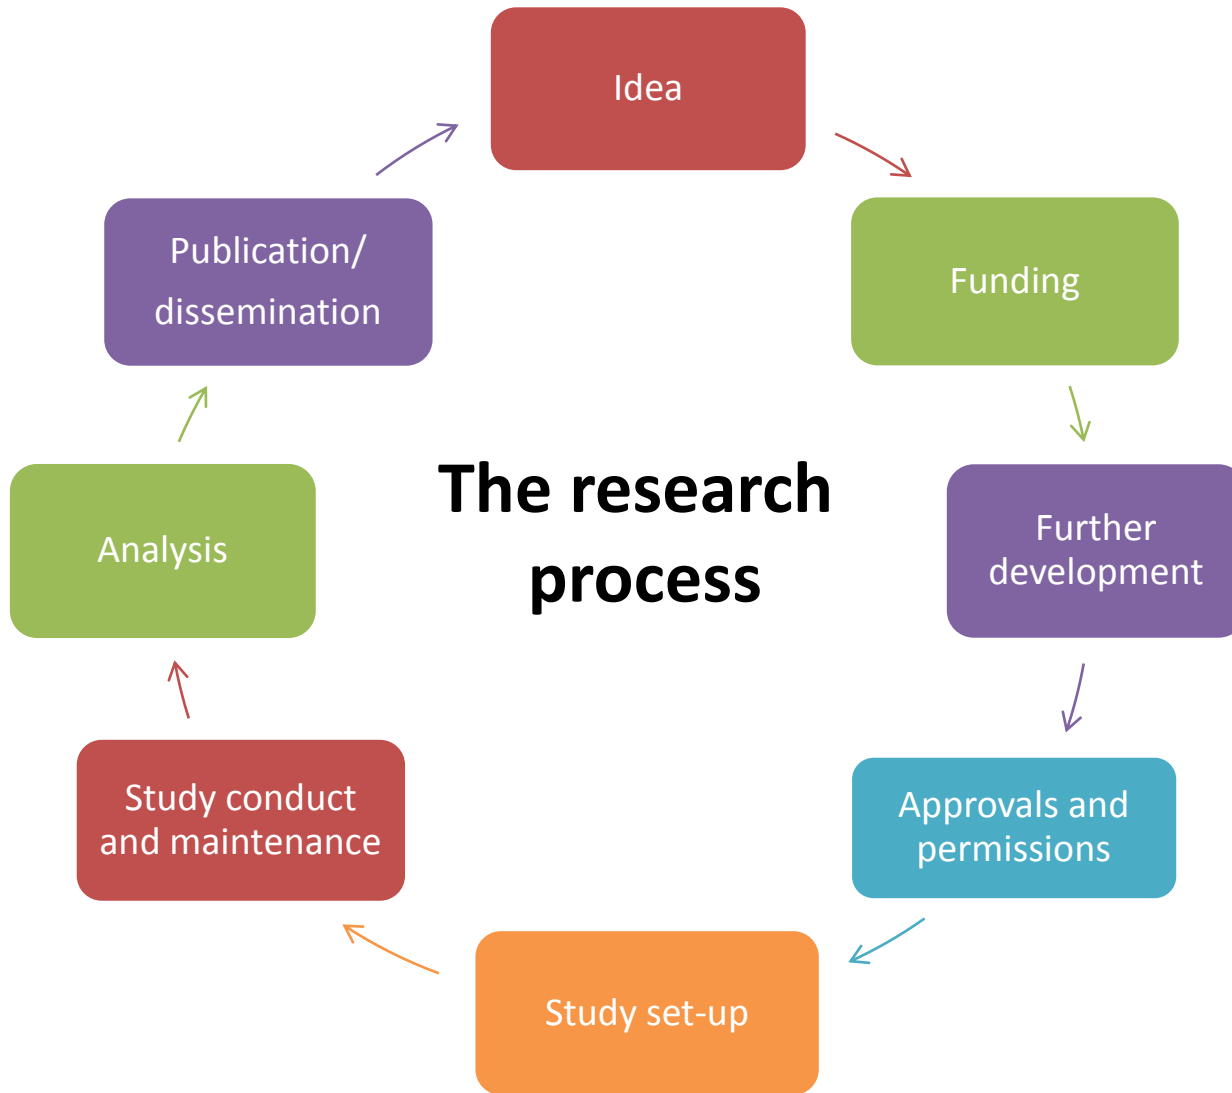 Idea
Funding
Further
development
Approvals and
permissions
Study set-up
Study conduct
and maintenance
Analysis
Publication/
dissemination
The research
process